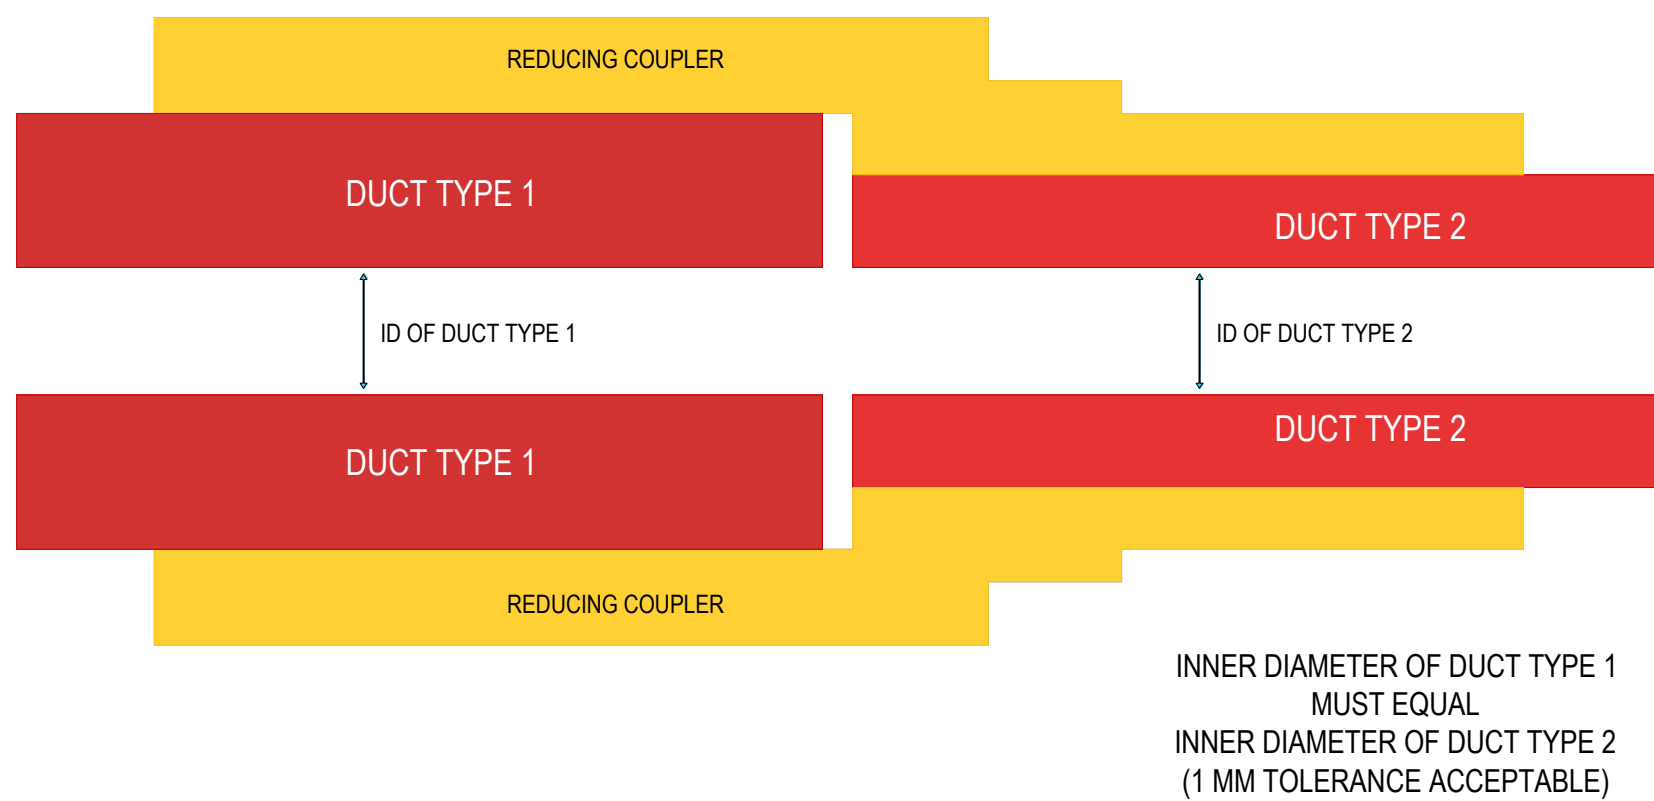 REDUCING COUPLER
DUCT TYPE 1
DUCT TYPE 2
ID OF DUCT TYPE 1
ID OF DUCT TYPE 2
DUCT TYPE 2
DUCT TYPE 1
REDUCING COUPLER
INNER DIAMETER OF DUCT TYPE 1
MUST EQUAL
INNER DIAMETER OF DUCT TYPE 2
(1 MM TOLERANCE ACCEPTABLE)